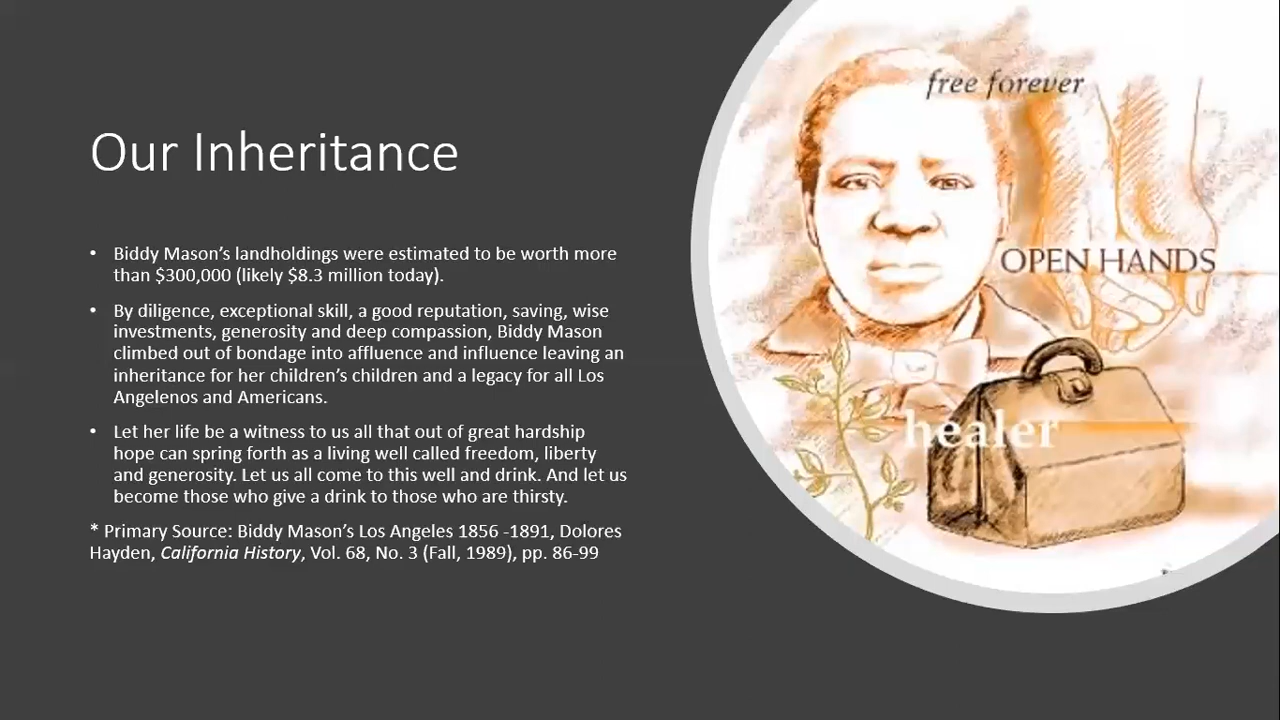 Our Inheritance
• Biddy Mason’s landholdings were estimated to be worth more
than $300,000 (likely $8.3 million today).
• By diligence, exceptional skill, a good reputation, saving, wise
investments, generosity and deep compassion, Biddy Mason
climbed out of bondage into affluence and influence leaving an
inheritance for her children’s children and a legacy for all Los
Angelenos and Americans.
• Let her life be a witness to us all that out of great hardship
hope can spring forth as a living well called freedom, liberty
and generosity. Let us all come to this well and drink. And let us
become those who give a drink to those who are thirsty.
* Primary Source: Biddy Mason’s Los Angeles 1856 -1891, Dolores
Hayden, California History, Vol. 68, No. 3 (Fall, 1989), pp. 86-99
free forever
OPEN HANDS
healer